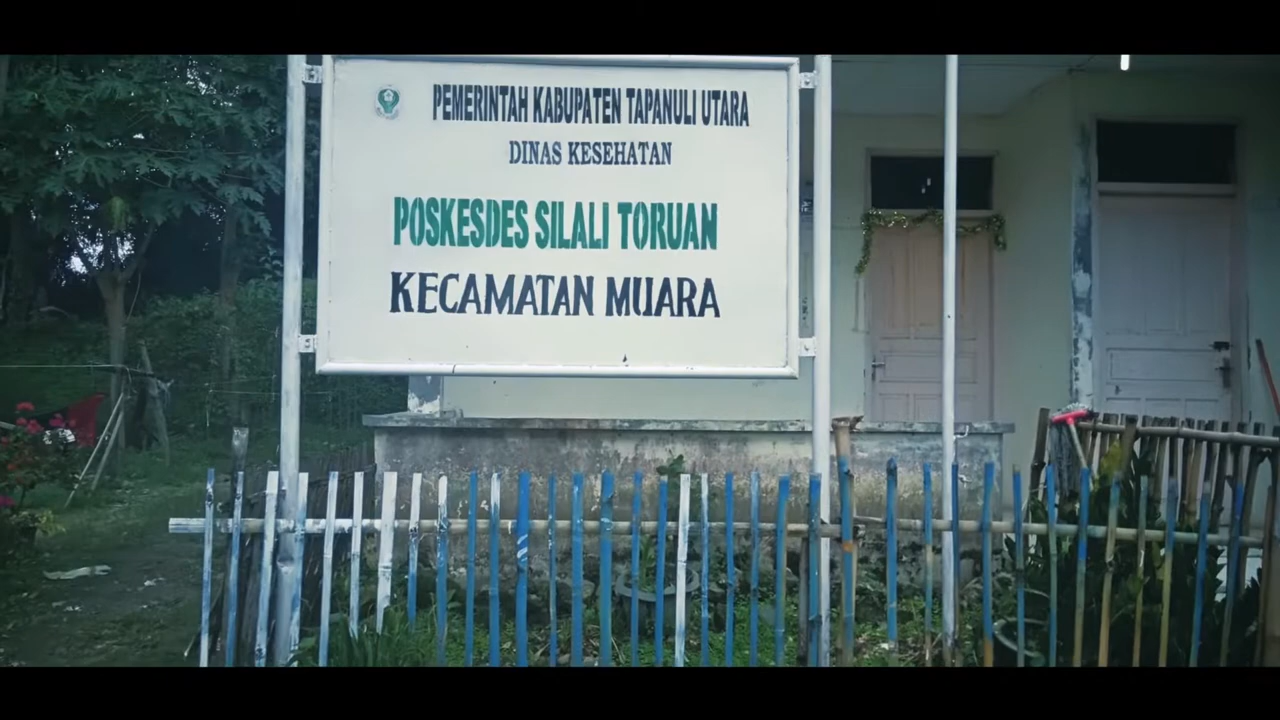 PEMERINTAH KABUPATEN TAPANULI UTARA
DINAS KESEHATAN
POSKESDES SILALI TORUAN
KECAMATAN MUARA